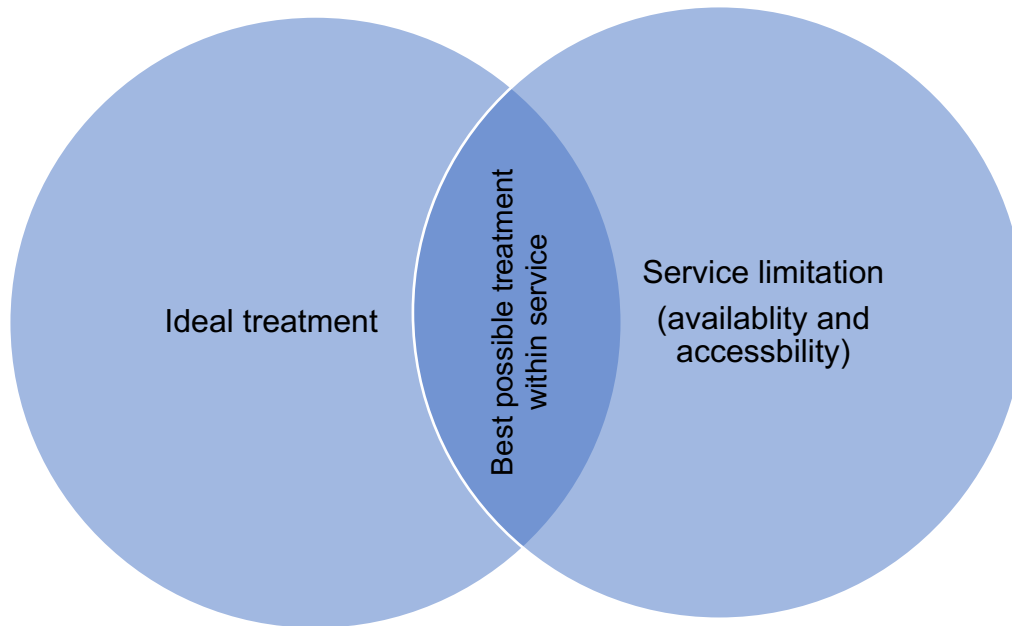 Ideal treatment
Best possible treatment
within service
Service limitation
(availablity and
accessbility)